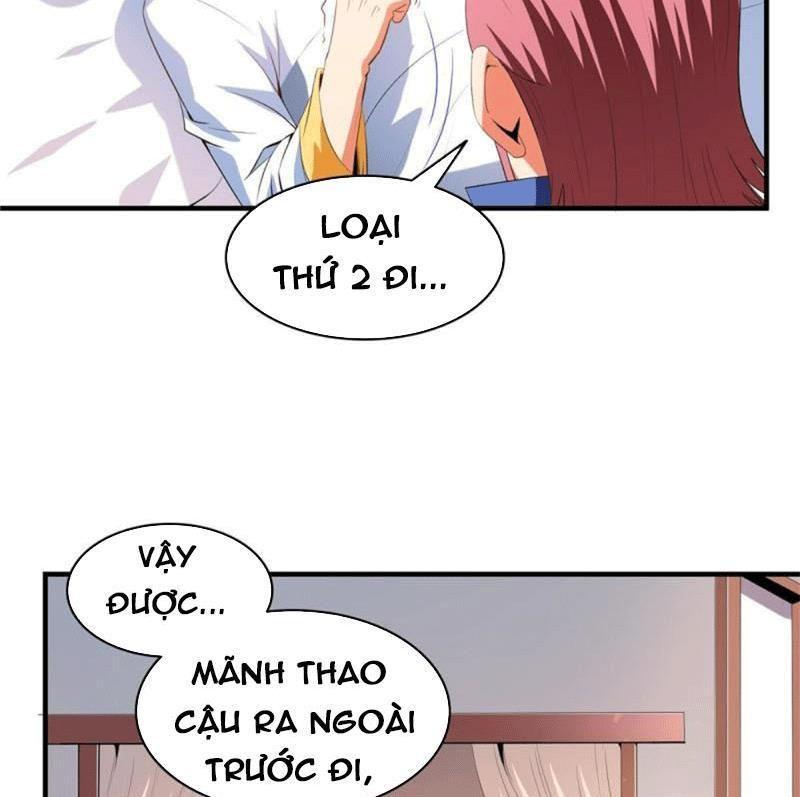 LOẠI
THỨ 2 ĐI...
VẬY
ĐƯỢC...
MÃNH THAO
CẬU RA NGOÀI
TRƯỚC ĐI,